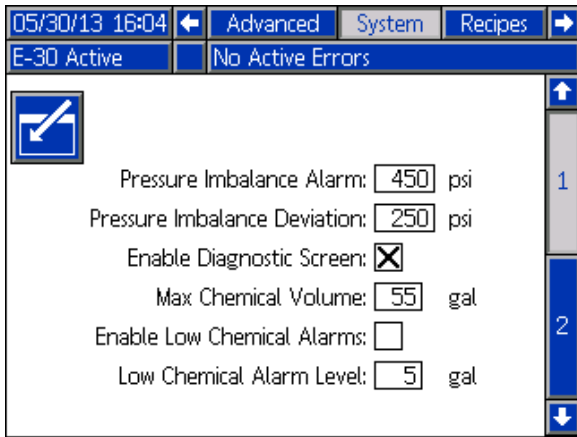 05/30/13 16:04 Advanced System Recipes
E-30 Active No Active Errors
Pressure Imbalance Alarm: 450 psi
1
Pressure Imbalance Deviation: 250 psi
Enable Diagnostic Screen:
Max Chemical Volume: 55 gal
Enable Low Chemical Alarms:
2
Low Chemical Alarm Level: 5 gal